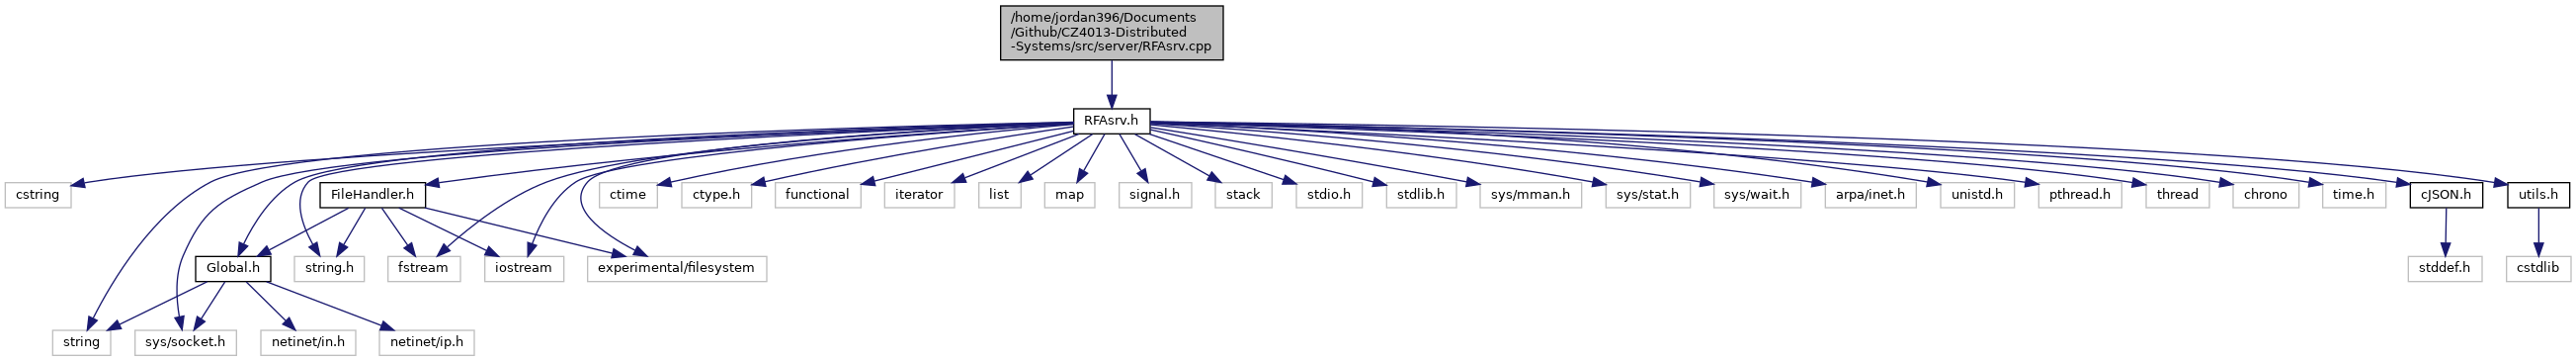 /home/jordan396/Documents
/Github/CZ4013-Distributed
-Systems/src/server/RFAsrv.cpp
RFAsrv.h
cstring
FileHandler.h
ctime
ctype.h
functional
iterator
list
map
signal.h
stack
stdio.h
stdlib.h
sys/mman.h
sys/stat.h
sys/wait.h
arpa/inet.h
unistd.h
pthread.h
thread
chrono
time.h
cJSON.h
utils.h
Global.h
string.h
fstream
iostream
experimental/filesystem
stddef.h
cstdlib
string
sys/socket.h
netinet/in.h
netinet/ip.h